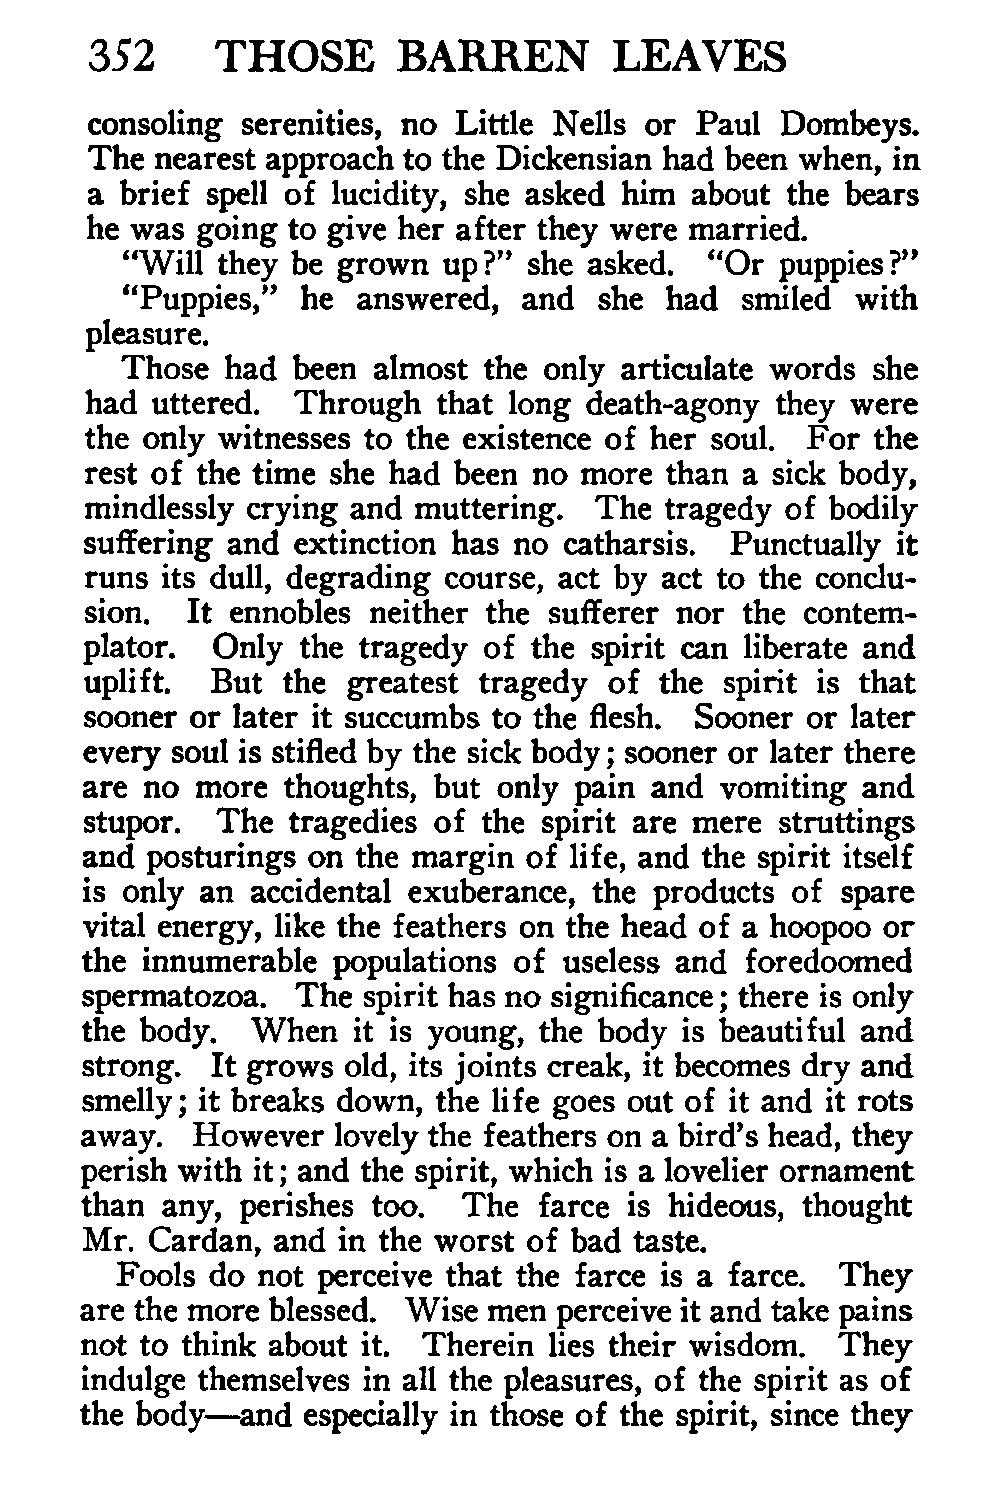 352 THOSE BARREN LEAVES
consoling serenities, no Little Nells or Paul Dombeys.
The nearest approach to the Dickensian had been when, in
a brief spell of lucidity, she asked him about the bears
he was going to give her after they were married.
“Will they be grown up?” she asked. “Or puppies?”
“Puppies,” he answered, and she had smiled with
pleasure.
Those had been almost the only articulate words she
had uttered. Through that long death-agony they were
the only witnesses to the existence of her soul. For the
rest of the time she had been no more than a sick body,
mindlessly crying and muttering. The tragedy of bodily
suffering and extinction has no catharsis. Punctually it
runs its dull, degrading course, act by act to the conclu-
sion. It ennobles neither the sufferer nor the contem-
plator. Only the tragedy of the spirit can liberate and
uplift. But the greatest tragedy of the spirit is that
sooner or later it succumbs to the flesh. Sooner or later
every soul is stifled by the sick body; sooner or later there
are no more thoughts, but only pain and vomiting and
stupor. The tragedies of the spirit are mere struttings
and posturings on the margin of life, and the spirit itself
is only an accidental exuberance, the products of spare
vital energy, like the feathers on the head of a hoopoo or
the innumerable populations of useless and foredoomed
spermatozoa. The spirit has no significance; there is only
the body. When it is young, the body is beautiful and
strong. It grows old, its joints creak, it becomes dry and
smelly; it breaks down, the life goes out of it and it rots
away. However lovely the feathers on a bird’s head, they
perish with it; and the spirit, which is a lovelier ornament
than any, perishes too. The farce is hideous, thought
Mr. Cardan, and in the worst of bad taste.
Fools do not perceive that the farce is a farce. They
are the more blessed. Wise men perceive it and take pains
not to think about it. Therein lies their wisdom. They
indulge themselves in all the pleasures, of the spirit as of
the body—and especially in those of the spirit, since they